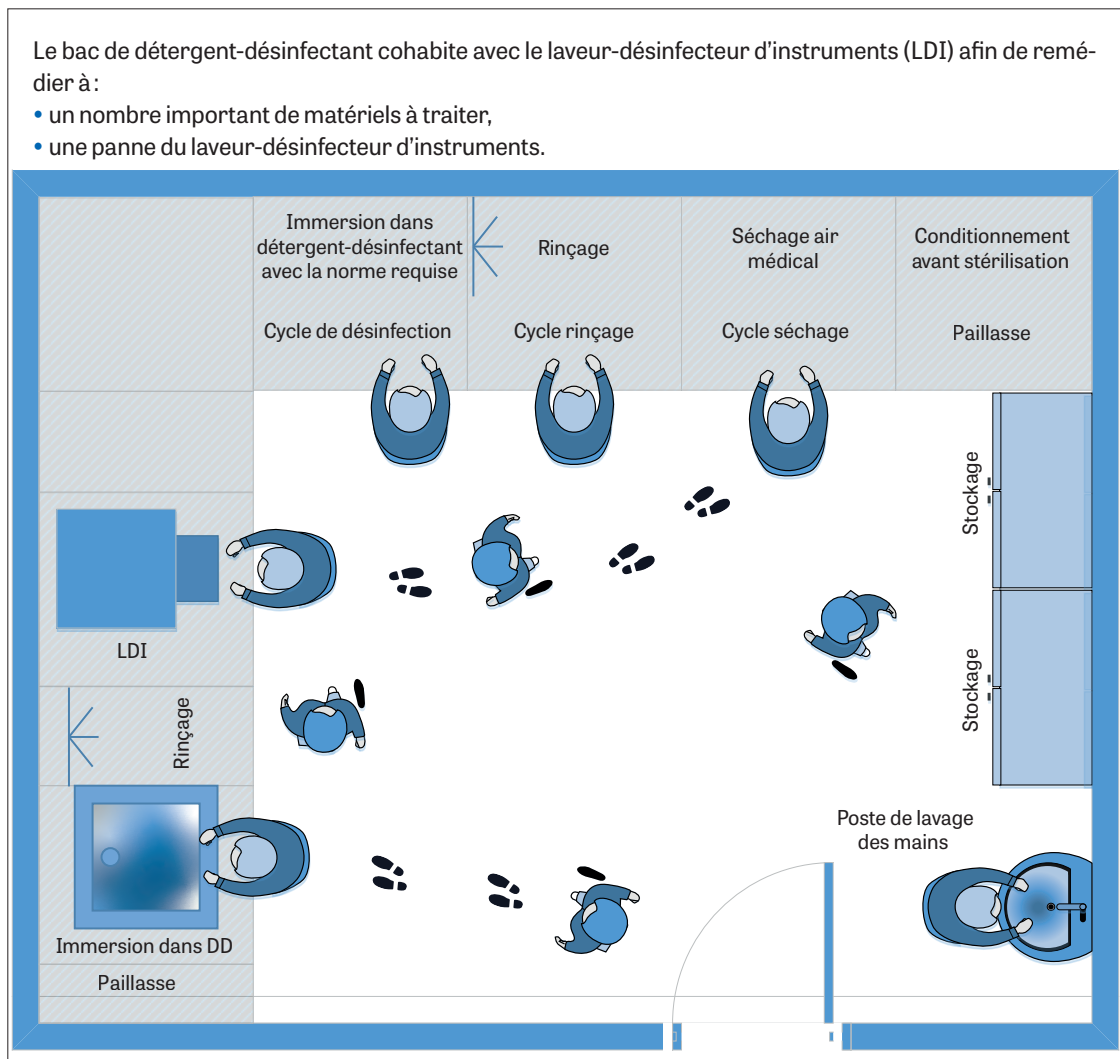 Le bac de détergent-désinfectant cohabite avec le laveur-désinfecteur d’instruments (LDI) afin de remé-
dier à :
• un nombre important de matériels à traiter,
• une panne du laveur-désinfecteur d’instruments.
Immersion dans
détergent-désinfectant
avec la norme requise
Rinçage
Séchage air
médical
Conditionnement
avant stérilisation
Cycle de désinfection
Cycle rinçage
Cycle séchage
Paillasse
Stockage
LDI
Stockage
Rinçage
Poste de lavage
des mains
Immersion dans DD
Paillasse